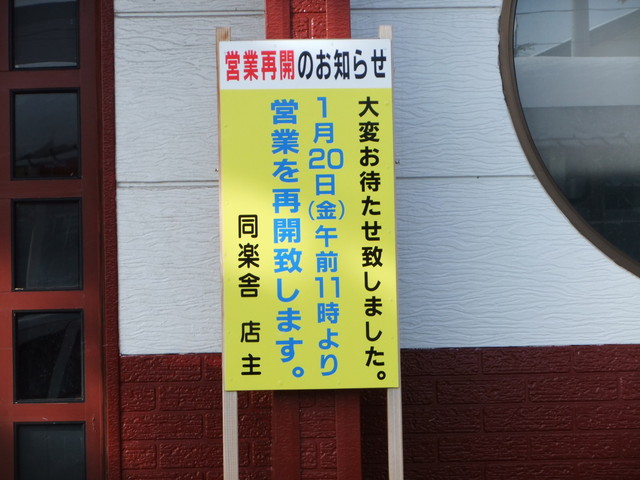 営業再開のお知らせ
大変お待たせ致しました。
1月20日(金)午前11時より
営業を再開致します。
同楽舎 店主